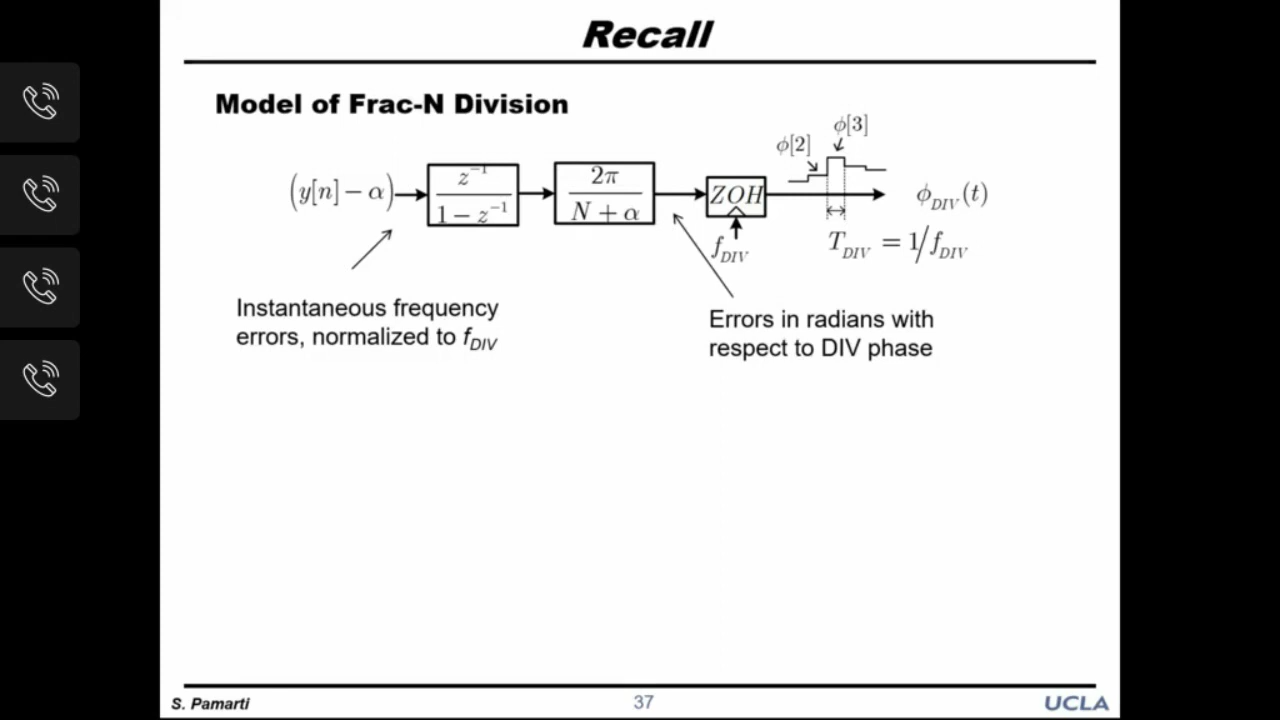 Recall
Model of Frac-N Division
(y[n] − α)
z⁻¹
1 − z⁻¹
2π
N + α
ZOH
f_DIV
ϕ[2]
ϕ[3]
ϕ_DIV(t)
T_DIV = 1/f_DIV
Instantaneous frequency
errors, normalized to f_DIV
Errors in radians with
respect to DIV phase
S. Pamarti
37
UCLA